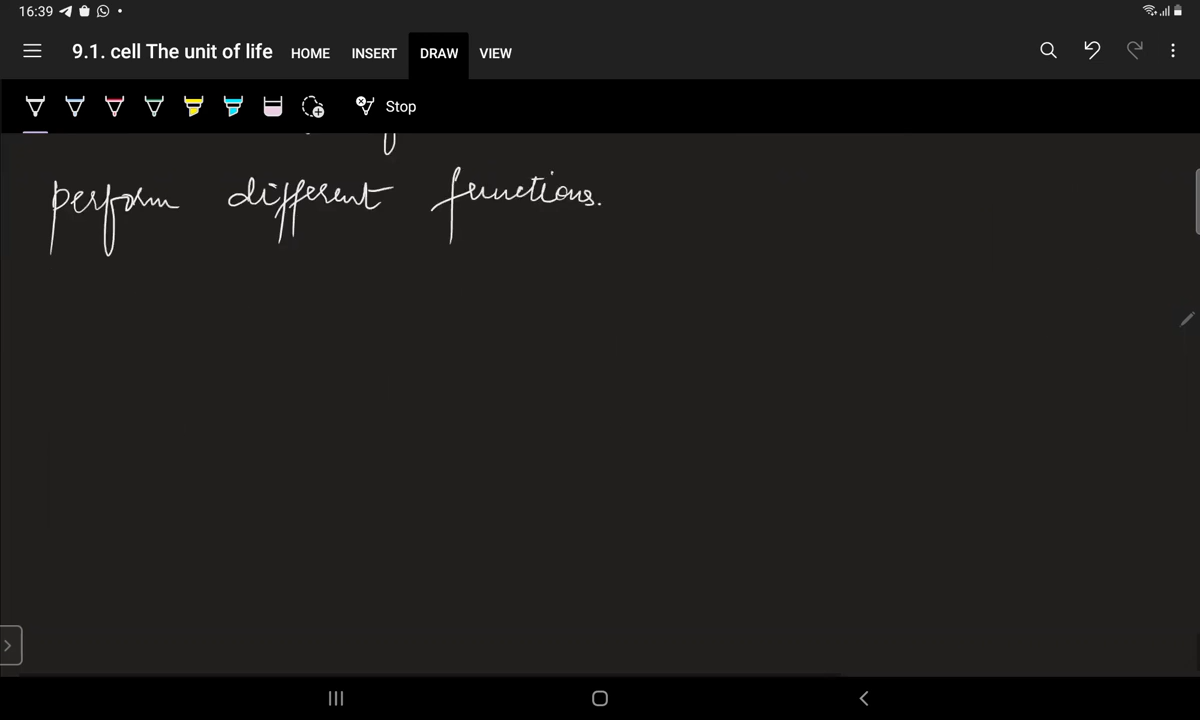 16:39
9.1. cell The unit of life HOME INSERT DRAW VIEW
Stop
perform different functions.